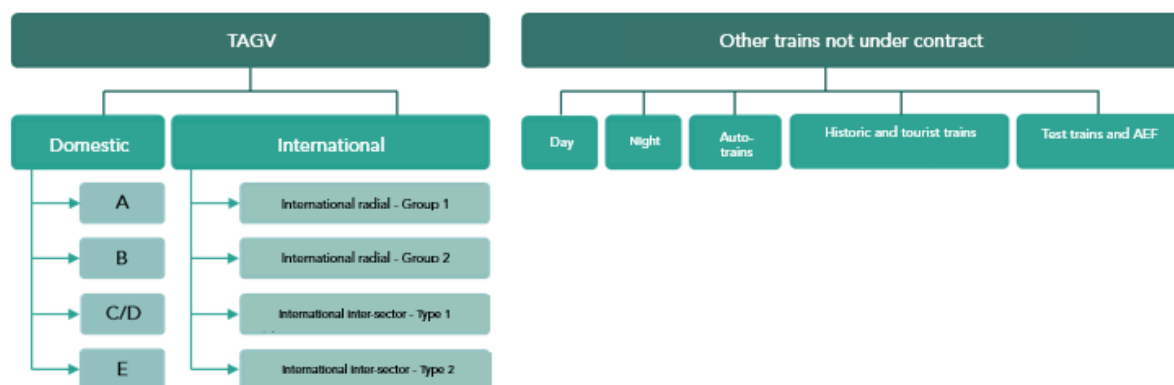 TAGV
Other trains not under contract
Domestic
International
Day
Night
Auto-
trains
Historic and tourist trains
Test trains and AEF
A
International radial - Group 1
B
International radial - Group 2
C/D
International inter-sector - Type 1
E
International inter-sector - Type 2